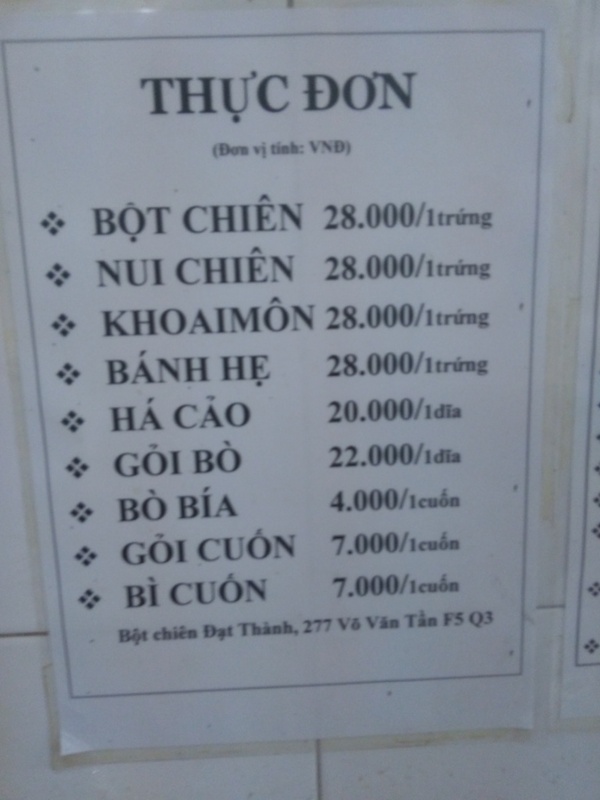 THỰC ĐƠN
(Đơn vị tính: VNĐ)
❖ BỘT CHIÊN 28.000/1trứng
❖ NUI CHIÊN 28.000/1trứng
❖ KHOAIMÔN 28.000/1trứng
❖ BÁNH HẸ 28.000/1trứng
❖ HÁ CẢO 20.000/1dĩa
❖ GỎI BÒ 22.000/1dĩa
❖ BÒ BÍA 4.000/1cuốn
❖ GỎI CUỐN 7.000/1cuốn
❖ BÌ CUỐN 7.000/1cuốn
Bột chiên Đạt Thành, 277 Võ Văn Tần F5 Q3